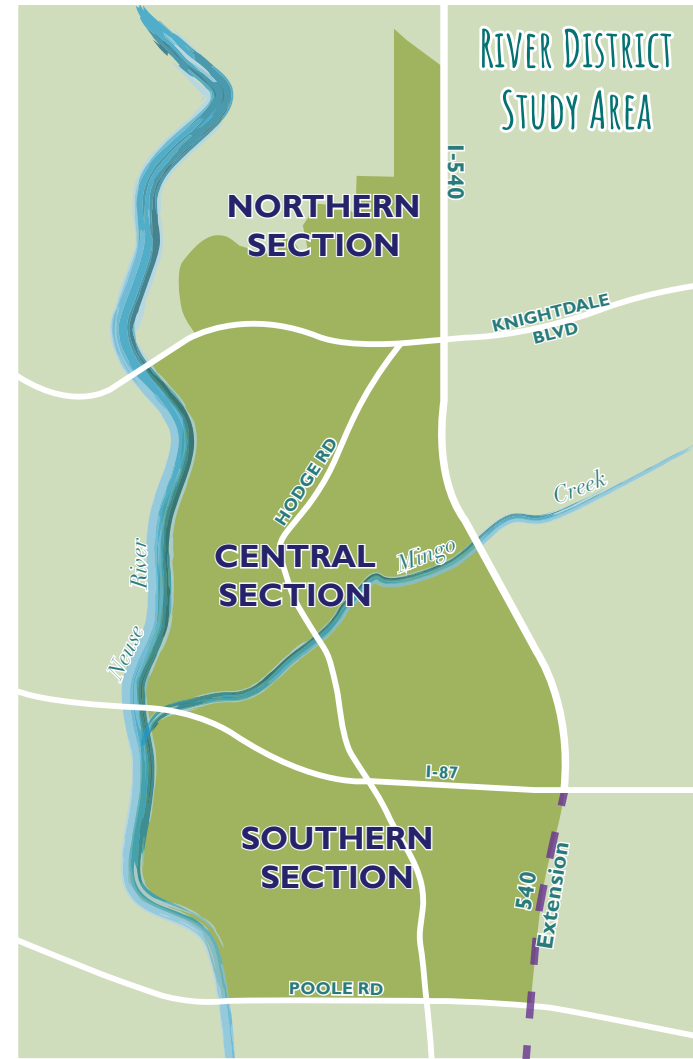 RIVER DISTRICT
STUDY AREA
I-540
NORTHERN
SECTION
KNIGHTDALE
BLVD
HODGE RD
Creek
Mingo
CENTRAL
SECTION
Neuse River
I-87
SOUTHERN
SECTION
540
Extension
POOLE RD